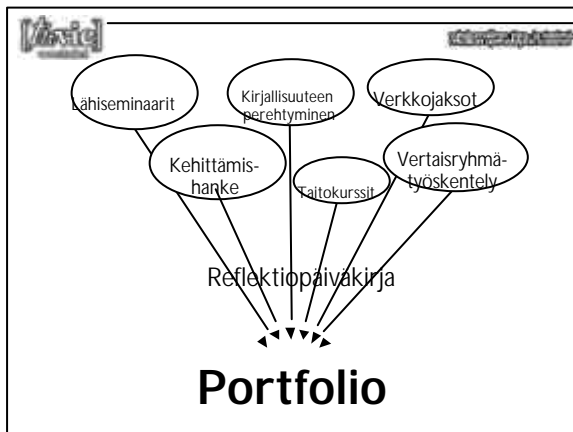 Lähiseminaarit
Kirjallisuuteen
perehtyminen
Verkkojaksot
Kehittämis-
hanke
Taitokurssit
Vertaisryhmä-
työskentely
Reflektiopäiväkirja
Portfolio